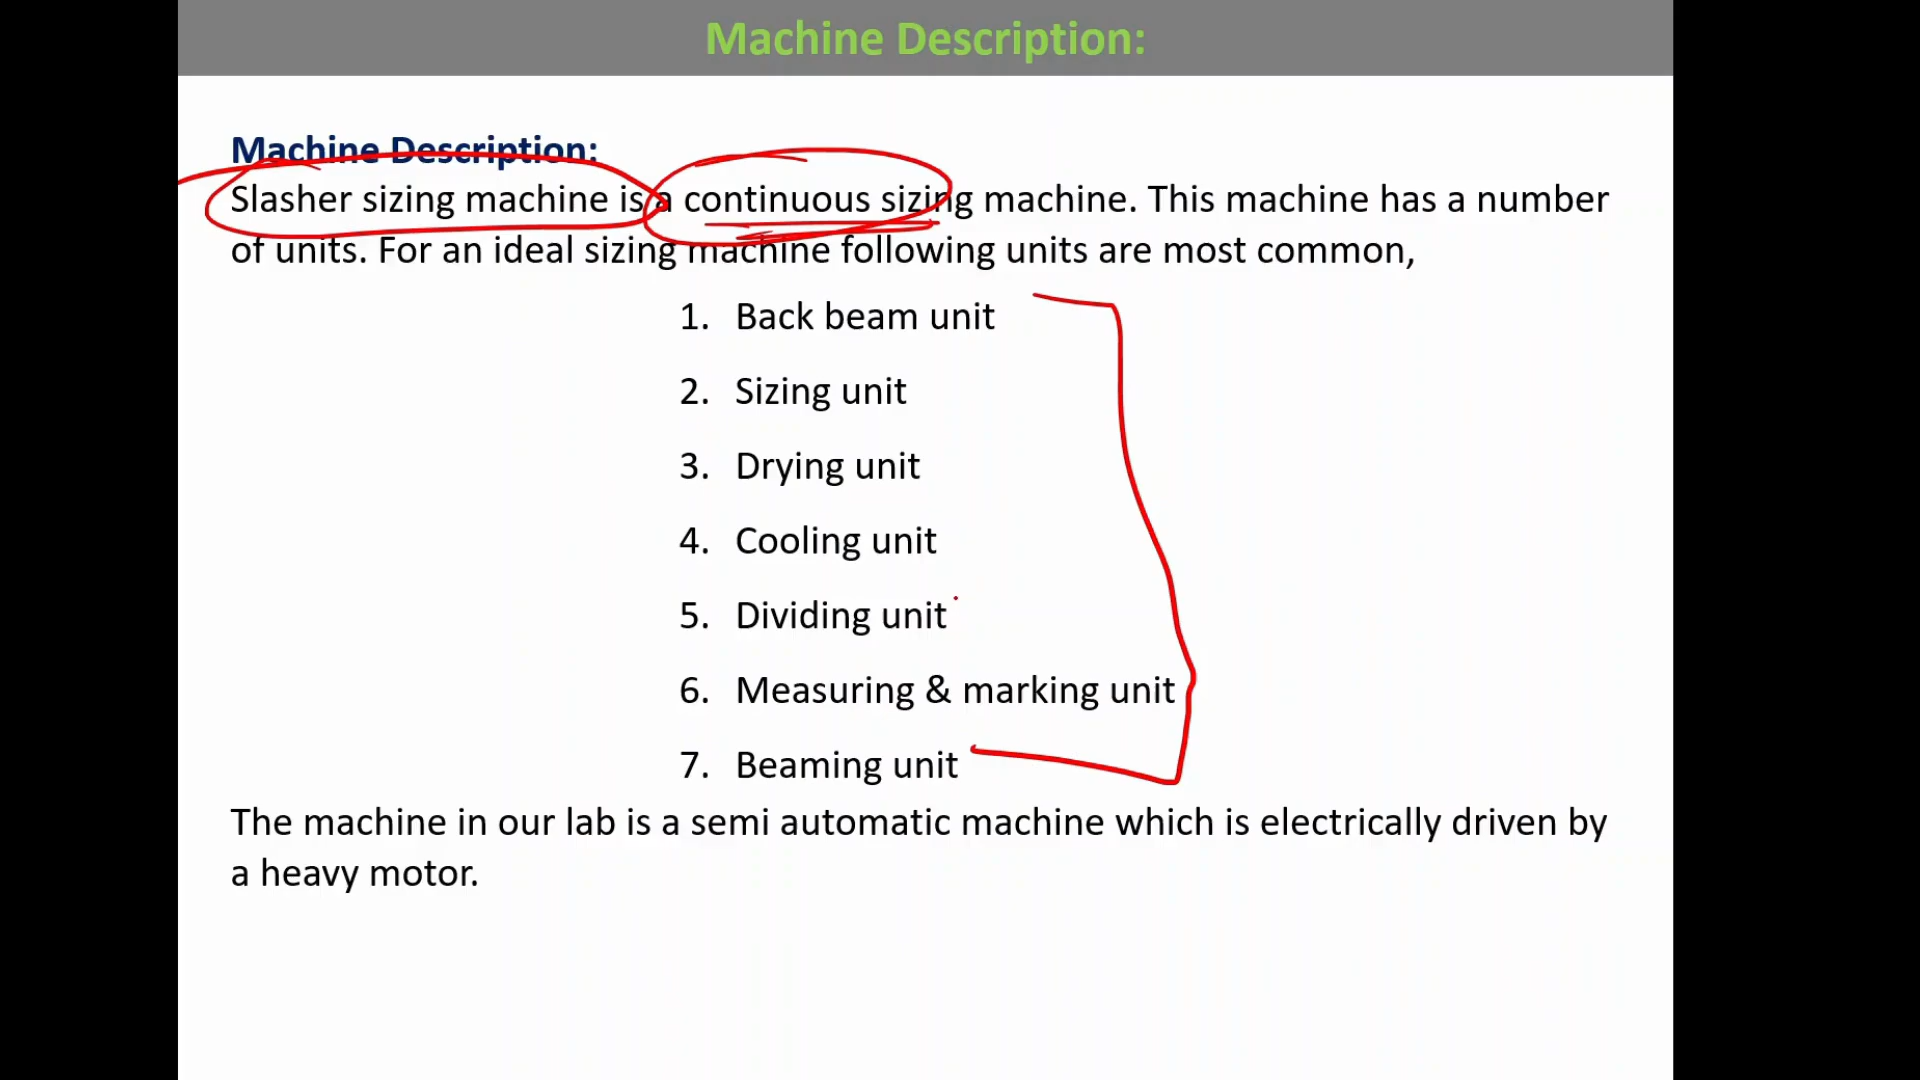 Machine Description:
Machine Description:
Slasher sizing machine is a continuous sizing machine. This machine has a number
of units. For an ideal sizing machine following units are most common,
1. Back beam unit
2. Sizing unit
3. Drying unit
4. Cooling unit
5. Dividing unit
6. Measuring & marking unit
7. Beaming unit
The machine in our lab is a semi automatic machine which is electrically driven by
a heavy motor.